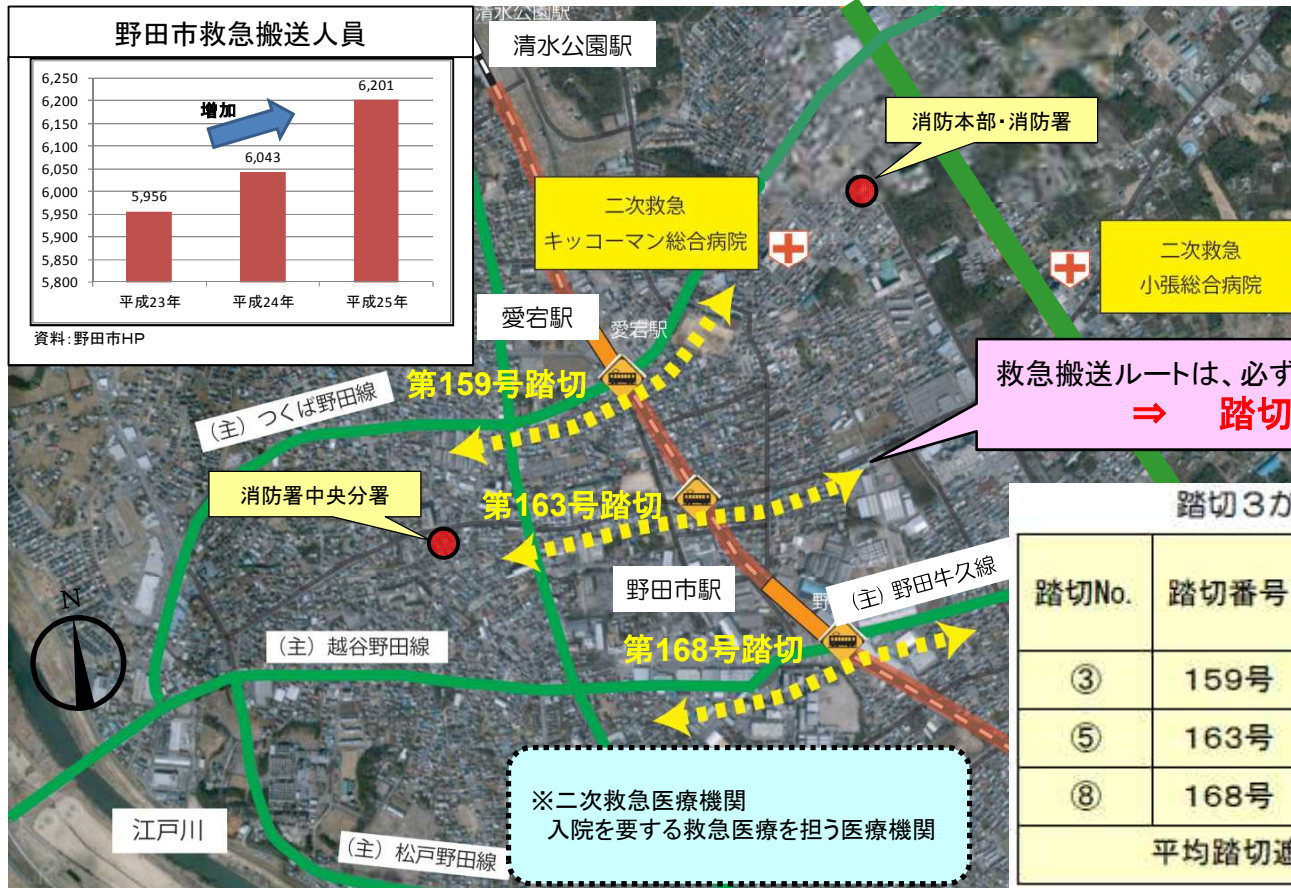 野田市救急搬送人員
6,250
6,200
6,150
6,100
6,050
6,000
5,950
5,900
5,850
5,800
増加
5,956
6,043
6,201
平成23年
平成24年
平成25年
資料:野田市HP
清水公園駅
清水公園駅
消防本部・消防署
二次救急
キッコーマン総合病院
二次救急
小張総合病院
愛宕駅
愛宕駅
第159号踏切
(主) つくば野田線
救急搬送ルートは、必ず
⇒ 踏切
消防署中央分署
第163号踏切
野田市駅
野
(主) 野田牛久線
N
(主) 越谷野田線
第168号踏切
※二次救急医療機関
入院を要する救急医療を担う医療機関
江戸川
(主) 松戸野田線
踏切3か
踏切No. 踏切番号
③ 159号
⑤ 163号
⑧ 168号
平均踏切遮